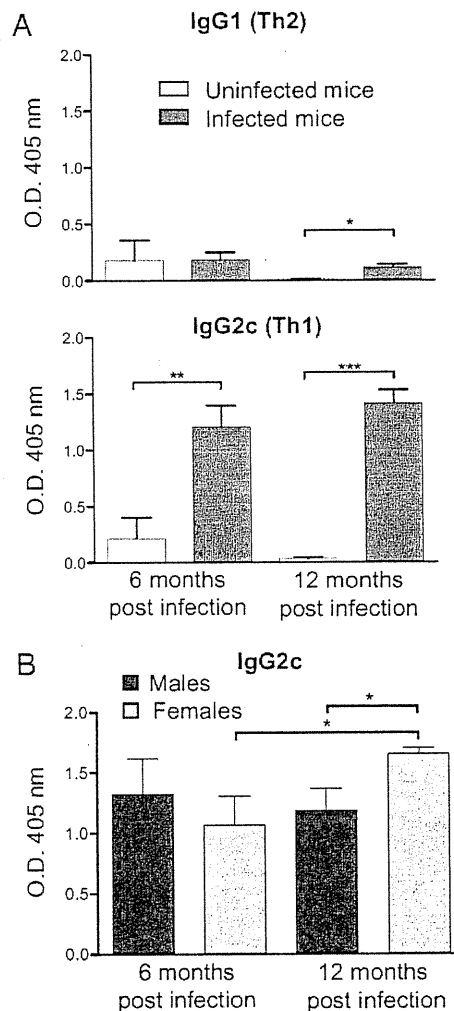 A
IgG1 (Th2)
2.0
1.5
1.0
0.5
0.0
O.D. 405 nm
Uninfected mice
Infected mice
*
IgG2c (Th1)
2.0
1.5
1.0
0.5
0.0
O.D. 405 nm
**
***
6 months
post infection
12 months
post infection
B
IgG2c
Males
Females
2.0
1.5
1.0
0.5
0.0
O.D. 405 nm
*
*
6 months
post infection
12 months
post infection